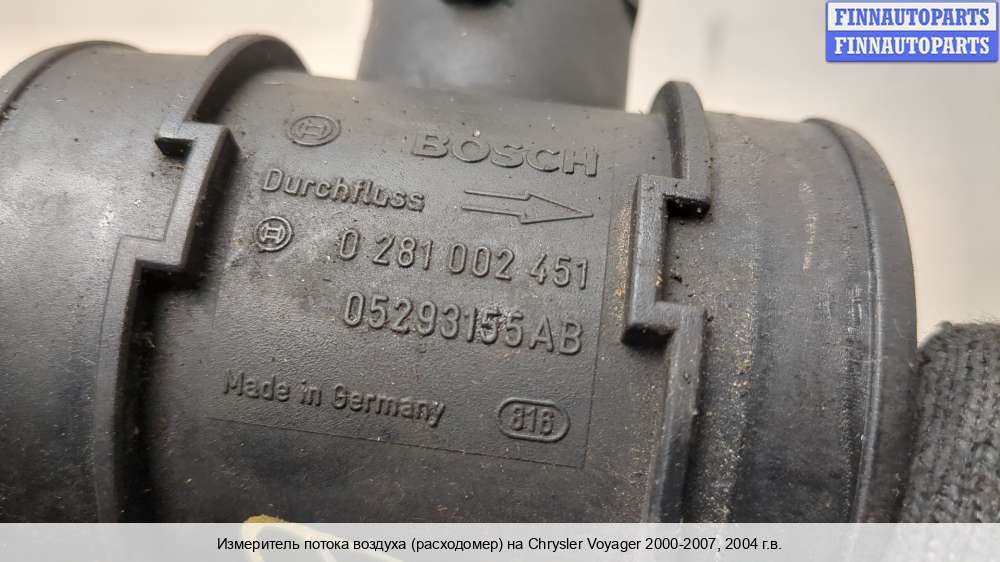 FINNAUTOPARTS
FINNAUTOPARTS
BOSCH
Durchfluss
0 281 002 451
05293155AB
Made in Germany 816
Измеритель потока воздуха (расходомер) на Chrysler Voyager 2000-2007, 2004 г.в.